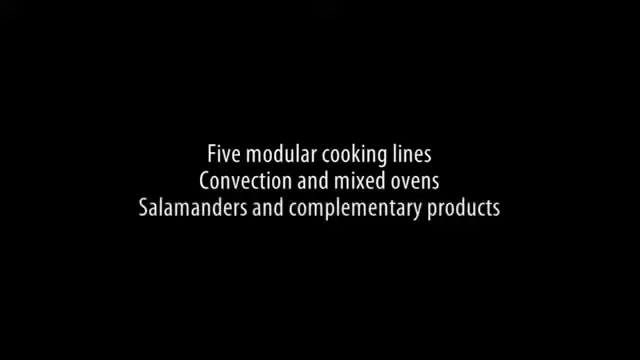 Five modular cooking lines
Convection and mixed ovens
Salamanders and complementary products